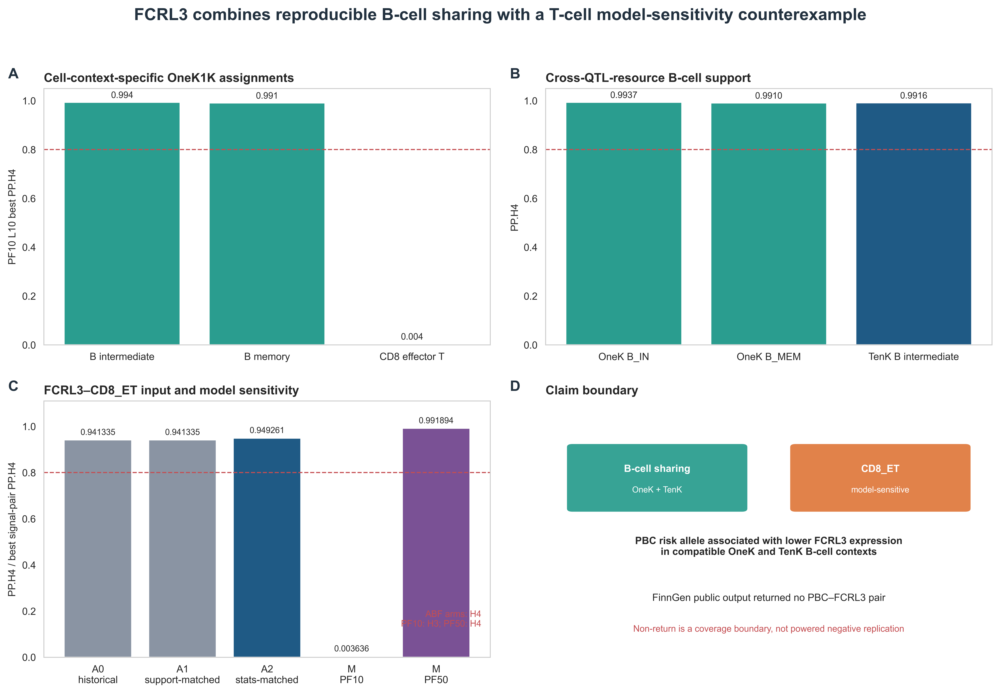 FCRL3 combines reproducible B-cell sharing with a T-cell model-sensitivity counterexample
A
Cell-context-specific OneK1K assignments
PF10 L10 best PP.H4
1.0
0.8
0.6
0.4
0.2
0.0
0.994
0.991
0.004
B intermediate
B memory
CD8 effector T
B
Cross-QTL-resource B-cell support
PP.H4
1.0
0.8
0.6
0.4
0.2
0.0
0.9937
0.9910
0.9916
OneK B_IN
OneK B_MEM
TenK B intermediate
C
FCRL3–CD8_ET input and model sensitivity
PP.H4 / best signal-pair PP.H4
1.0
0.8
0.6
0.4
0.2
0.0
0.941335
0.941335
0.949261
0.003636
0.991894
ABF arms: H4
PF10: H3; PF50: H4
A0
historical
A1
support-matched
A2
stats-matched
M
PF10
M
PF50
D
Claim boundary
B-cell sharing
OneK + TenK
CD8_ET
model-sensitive
PBC risk allele associated with lower FCRL3 expression
in compatible OneK and TenK B-cell contexts
FinnGen public output returned no PBC–FCRL3 pair
Non-return is a coverage boundary, not powered negative replication